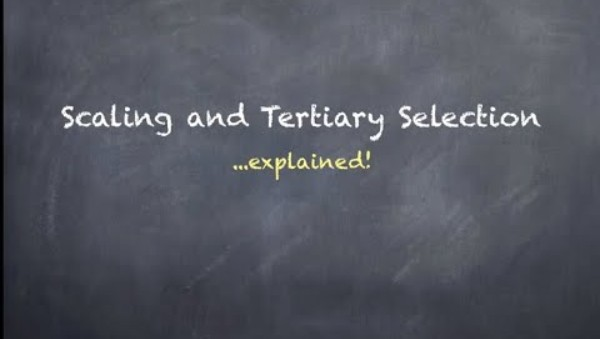 Scaling and Tertiary Selection
...explained!